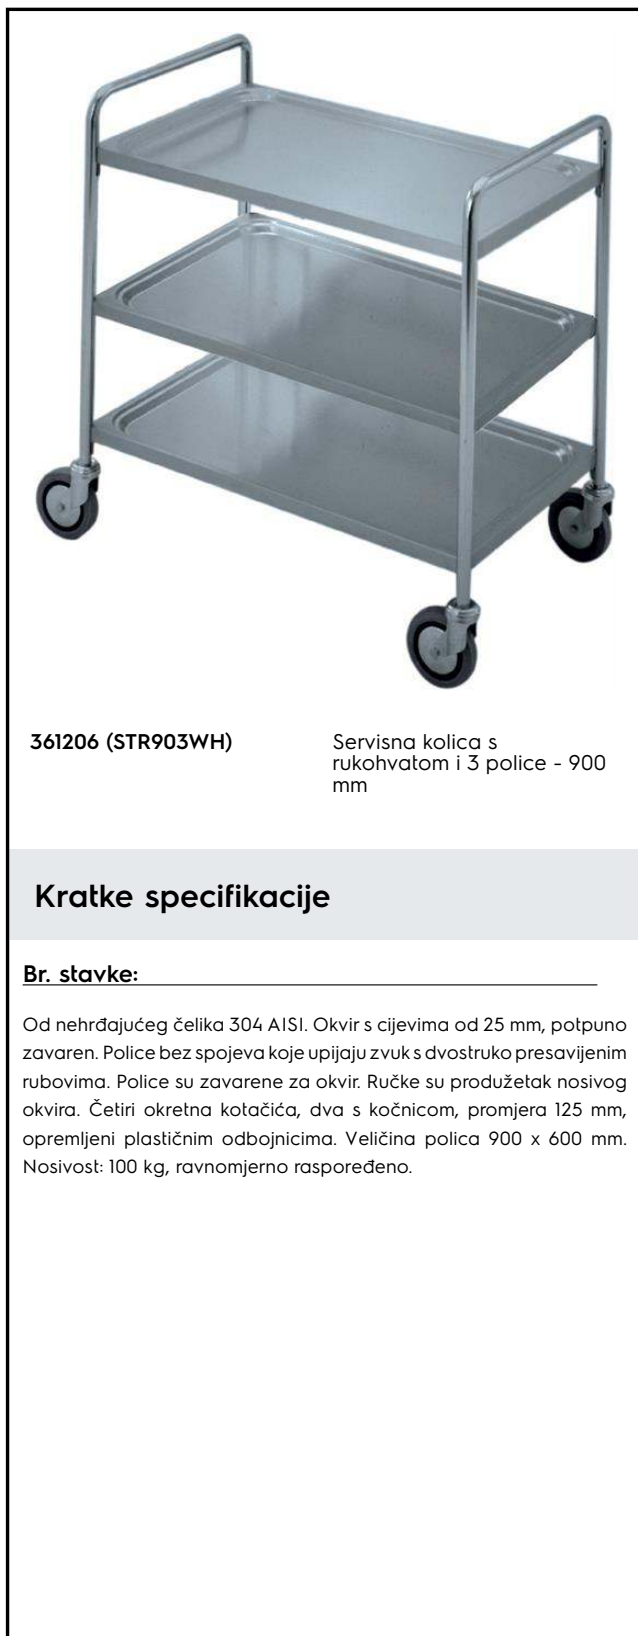 361206 (STR903WH)
Servisna kolica s
rukohvatom i 3 police - 900
mm
Kratke specifikacije
Br. stavke:
Od nehrđajućeg čelika 304 AISI. Okvir s cijevima od 25 mm, potpuno
zavaren. Police bez spojeva koje upijaju zvuk s dvostruko presavijenim
rubovima. Police su zavarene za okvir. Ručke su produžetak nosivog
okvira. Četiri okretna kotačića, dva s kočnicom, promjera 125 mm,
opremljeni plastičnim odbojnicima. Veličina polica 900 x 600 mm.
Nosivost: 100 kg, ravnomjerno raspoređeno.